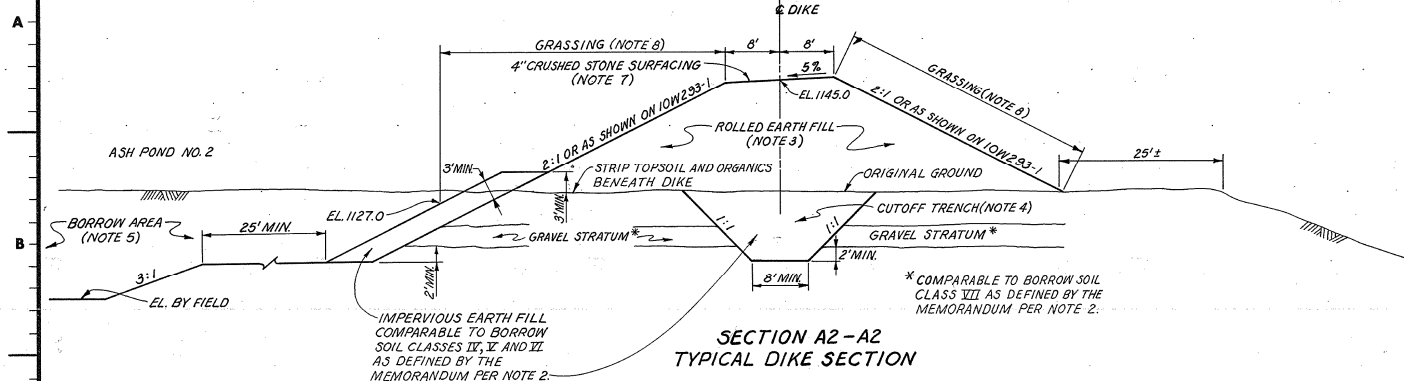 A
℄ DIKE
GRASSING (NOTE 8)
8'
8'
4" CRUSHED STONE SURFACING
(NOTE 7)
5%
EL. 1145.0
GRASSING (NOTE 8)
2:1 OR AS SHOWN ON 10W293-1
2:1 OR AS SHOWN ON 10W293-1
ROLLED EARTH FILL
(NOTE 3)
ASH POND NO. 2
3' MIN.
STRIP TOPSOIL AND ORGANICS
BENEATH DIKE
ORIGINAL GROUND
25' ±
EL. 1127.0
3' MIN.
CUTOFF TRENCH (NOTE 4)
BORROW AREA
(NOTE 5)
25' MIN.
B
GRAVEL STRATUM*
1:1
1:1
GRAVEL STRATUM*
2' MIN.
2' MIN.
3:1
8' MIN.
EL. BY FIELD
* COMPARABLE TO BORROW SOIL
CLASS VII AS DEFINED BY THE
MEMORANDUM PER NOTE 2.
IMPERVIOUS EARTH FILL
COMPARABLE TO BORROW
SOIL CLASSES IV, V AND VI
AS DEFINED BY THE
MEMORANDUM PER NOTE 2.
SECTION A2-A2
TYPICAL DIKE SECTION